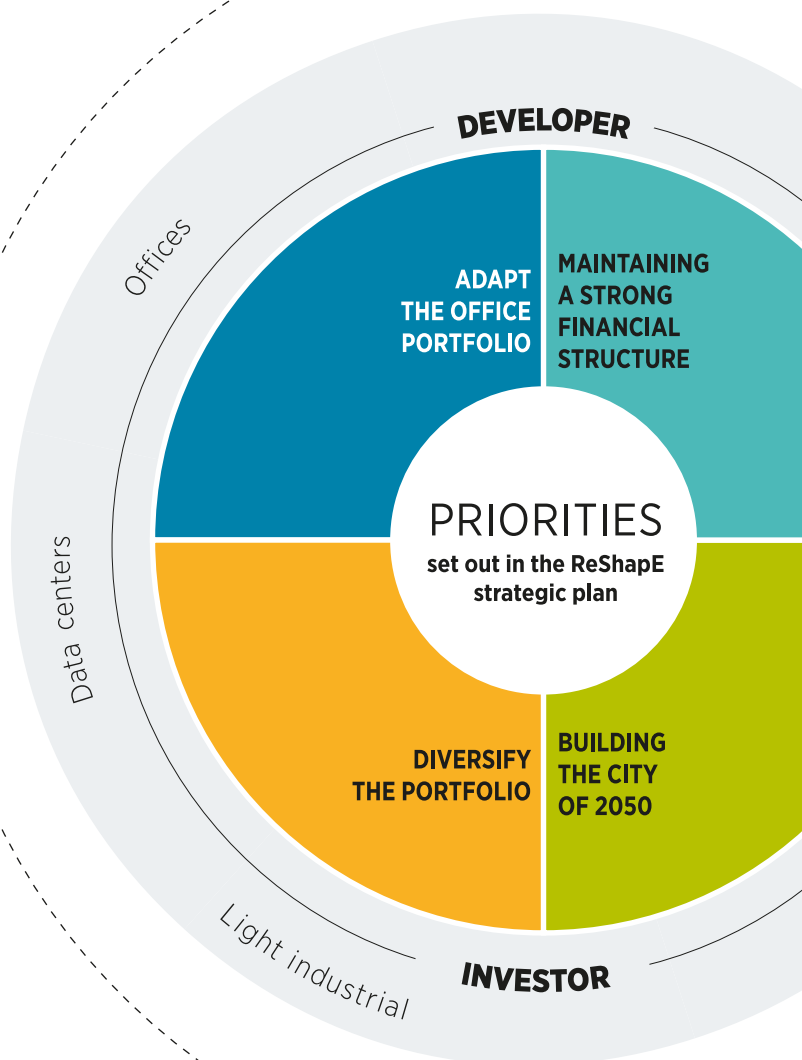 DEVELOPER
Offices
ADAPT
THE OFFICE
PORTFOLIO
MAINTAINING
A STRONG
FINANCIAL
STRUCTURE
PRIORITIES
set out in the ReShapE
strategic plan
Data centers
DIVERSIFY
THE PORTFOLIO
BUILDING
THE CITY
OF 2050
Light industrial
INVESTOR